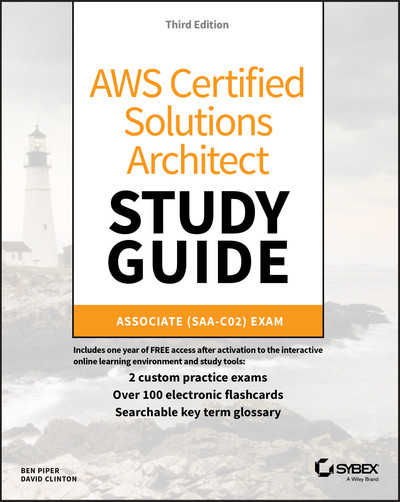 Third Edition
AWS Certified
Solutions
Architect
STUDY
GUIDE
ASSOCIATE (SAA-C02) EXAM
Includes one year of FREE access after activation to the interactive
online learning environment and study tools:
2 custom practice exams
Over 100 electronic flashcards
Searchable key term glossary
BEN PIPER
DAVID CLINTON
SYBEX
A Wiley Brand